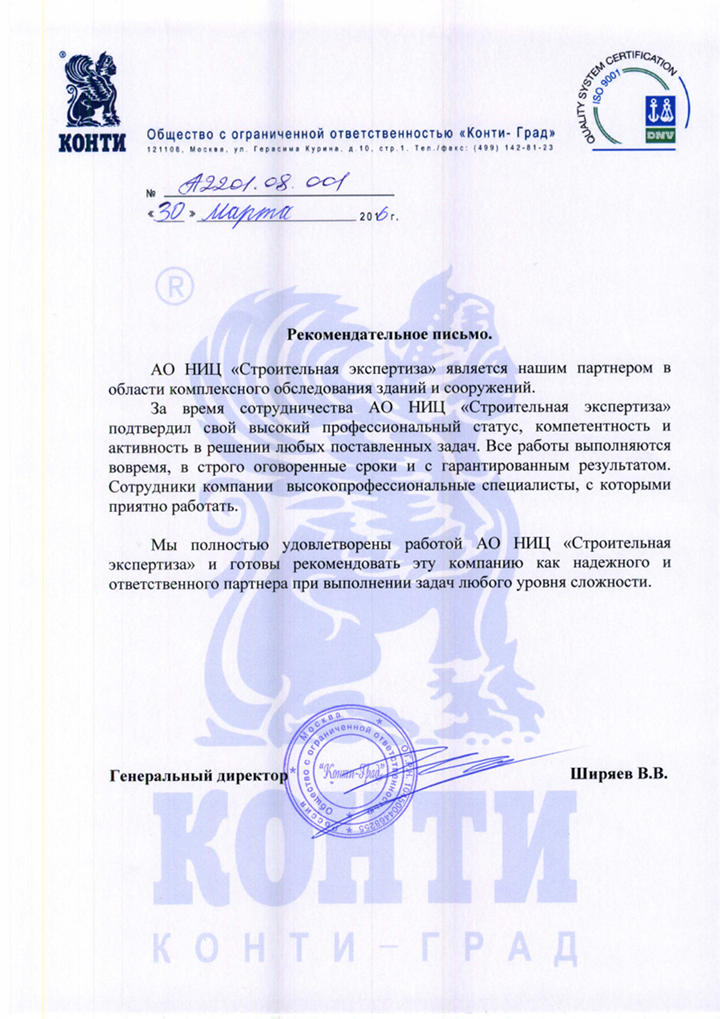 ®
КОНТИ
QUALITY SYSTEM CERTIFICATION
ISO 9001
DNV
Общество с ограниченной ответственностью «Конти- Град»
121108, Москва, ул. Герасима Курина, д.10, стр.1. Тел./факс: (499) 142-81-23
№ А2201.08.001
«30» Марта 2016 г.
®
Рекомендательное письмо.
АО НИЦ «Строительная экспертиза» является нашим партнером в
области комплексного обследования зданий и сооружений.
За время сотрудничества АО НИЦ «Строительная экспертиза»
подтвердил свой высокий профессиональный статус, компетентность и
активность в решении любых поставленных задач. Все работы выполняются
вовремя, в строго оговоренные сроки и с гарантированным результатом.
Сотрудники компании высокопрофессиональные специалисты, с которыми
приятно работать.
Мы полностью удовлетворены работой АО НИЦ «Строительная
экспертиза» и готовы рекомендовать эту компанию как надежного и
ответственного партнера при выполнении задач любого уровня сложности.
Генеральный директор
Ширяев В.В.
Россия * Москва *
Общество с ограниченной ответственностью
"Конти-Град"
КОНТИ
КОНТИ-ГРАД